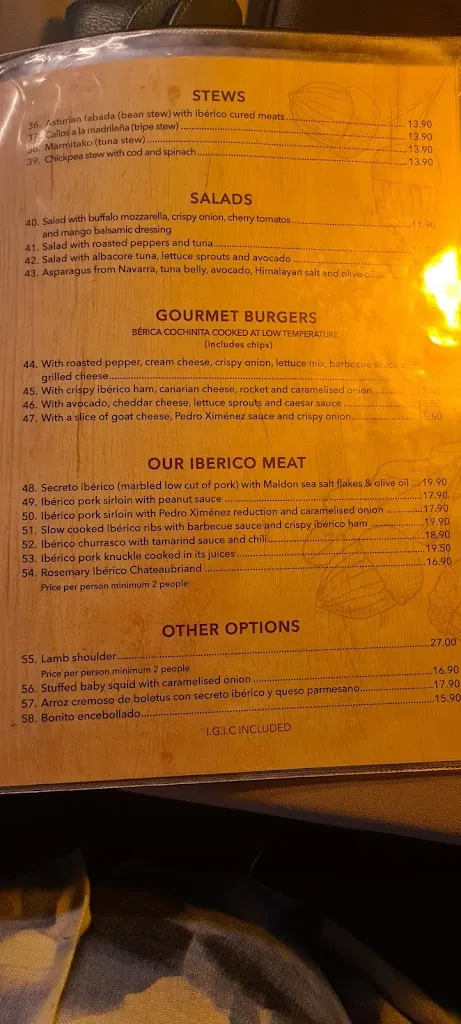 STEWS
36. Asturian fabada (bean stew) with ibérico cured meats 13.90
37. Callos a la madrileña (tripe stew) 13.90
38. Marmitako (tuna stew) 13.90
39. Chickpea stew with cod and spinach 13.90
SALADS
40. Salad with buffalo mozzarella, crispy onion, cherry tomatos 11.90
and mango balsamic dressing
41. Salad with roasted peppers and tuna
42. Salad with albacore tuna, lettuce sprouts and avocado
43. Asparagus from Navarra, tuna belly, avocado, Himalayan salt and olive oil
GOURMET BURGERS
BÉRICA COCHINITA COOKED AT LOW TEMPERATURE
(includes chips)
44. With roasted pepper, cream cheese, crispy onion, lettuce mix, barbecue sauce
grilled cheese
45. With crispy ibérico ham, canarian cheese, rocket and caramelised onion
46. With avocado, cheddar cheese, lettuce sprouts and caesar sauce
47. With a slice of goat cheese, Pedro Ximénez sauce and crispy onion
OUR IBERICO MEAT
48. Secreto ibérico (marbled low cut of pork) with Maldon sea salt flakes & olive oil 19.90
49. Ibérico pork sirloin with peanut sauce 17.90
50. Ibérico pork sirloin with Pedro Ximénez reduction and caramelised onion 17.90
51. Slow cooked Ibérico ribs with barbecue sauce and crispy ibérico ham 19.90
52. Ibérico churrasco with tamarind sauce and chili 18.90
53. Ibérico pork knuckle cooked in its juices 19.50
54. Rosemary Ibérico Chateaubriand 16.90
Price per person minimum 2 people
OTHER OPTIONS
55. Lamb shoulder 27.00
Price per person minimum 2 people
56. Stuffed baby squid with caramelised onion 16.90
57. Arroz cremoso de boletus con secreto ibérico y queso parmesano 17.90
58. Bonito encebollado 15.90
I.G.I.C INCLUDED